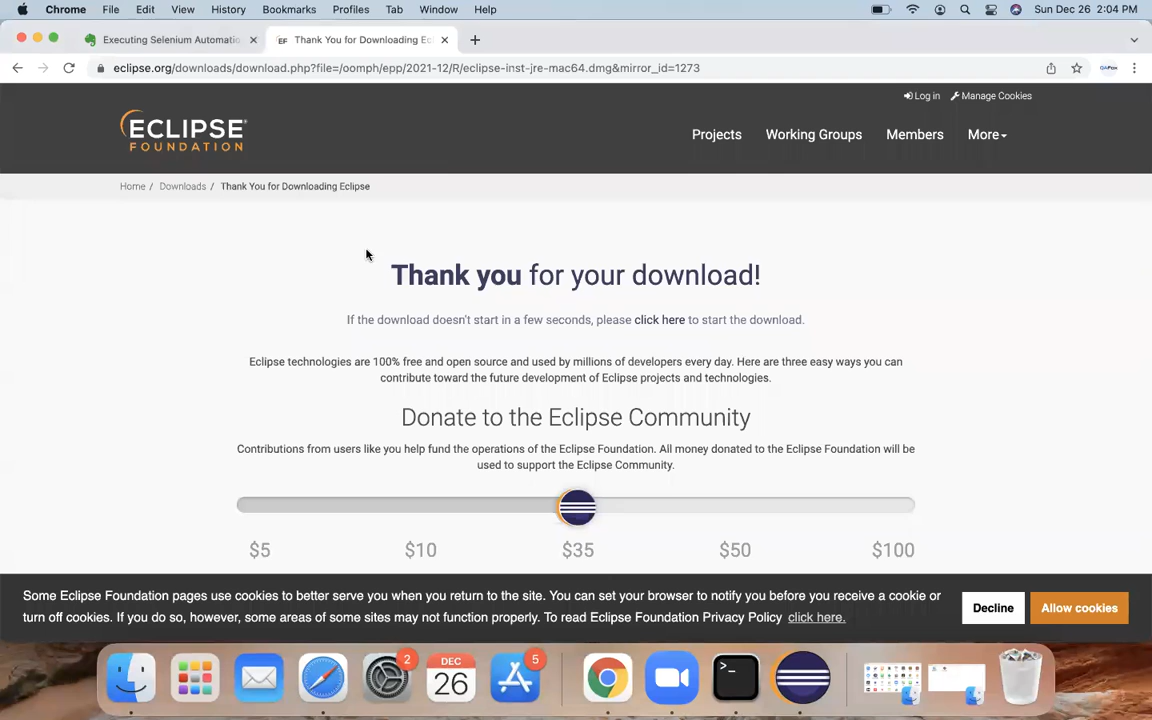 Chrome File Edit View History Bookmarks Profiles Tab Window Help Sun Dec 26 2:04 PM
Executing Selenium Automatio Thank You for Downloading Ec
eclipse.org/downloads/download.php?file=/oomph/epp/2021-12/R/eclipse-inst-jre-mac64.dmg&mirror_id=1273
Log in Manage Cookies
ECLIPSE
FOUNDATION
Projects Working Groups Members More
Home / Downloads / Thank You for Downloading Eclipse
Thank you for your download!
If the download doesn't start in a few seconds, please click here to start the download.
Eclipse technologies are 100% free and open source and used by millions of developers every day. Here are three easy ways you can
contribute toward the future development of Eclipse projects and technologies.
Donate to the Eclipse Community
Contributions from users like you help fund the operations of the Eclipse Foundation. All money donated to the Eclipse Foundation will be
used to support the Eclipse Community.
$5 $10 $35 $50 $100
Some Eclipse Foundation pages use cookies to better serve you when you return to the site. You can set your browser to notify you before you receive a cookie or
turn off cookies. If you do so, however, some areas of some sites may not function properly. To read Eclipse Foundation Privacy Policy click here.
Decline Allow cookies
2 DEC 26 5 >_